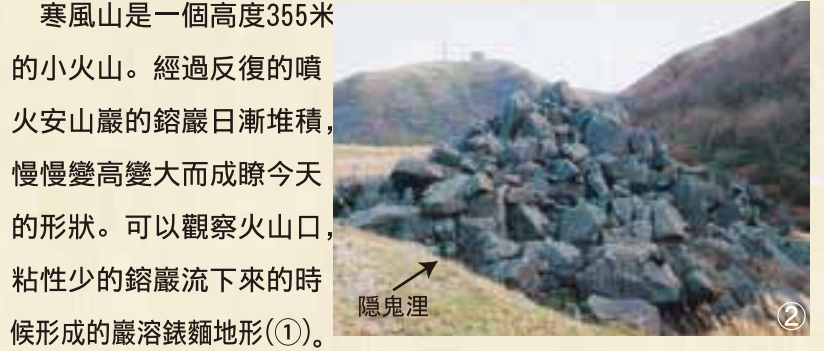 寒風山是一個高度355米
的小火山。經過反復的噴
火安山巖的鎔巖日漸堆積，
慢慢變高變大而成瞭今天
的形狀。可以觀察火山口，
粘性少的鎔巖流下來的時
候形成的巖溶錶麵地形(①)。
隠鬼浬
②